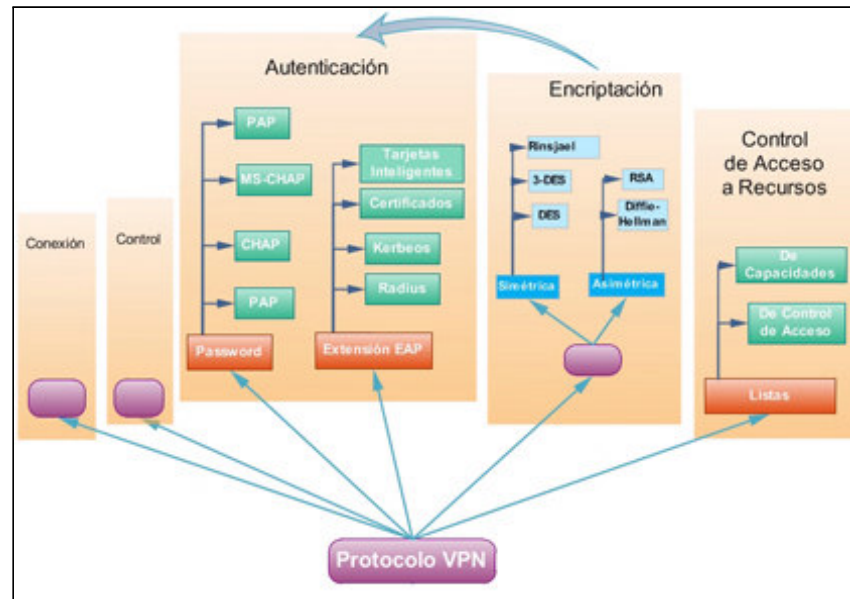 Autenticación
PAP
MS-CHAP
CHAP
PAP
Password
Tarjetas
Inteligentes
Certificados
Kerbeos
Radius
Extensión EAP
Encriptación
Rinsjael
3-DES
DES
Simétrica
RSA
Diffie-
Hellman
Asimétrica
Control
de Acceso
a Recursos
De
Capacidades
De Control
de Acceso
Listas
Conexión
Control
Protocolo VPN